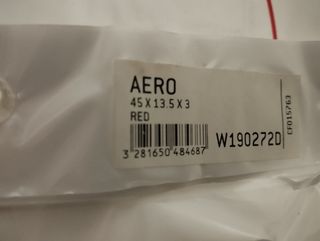 AERO
45 X 13.5 X 3
RED
3 281650 484687
W190272D
CF015763